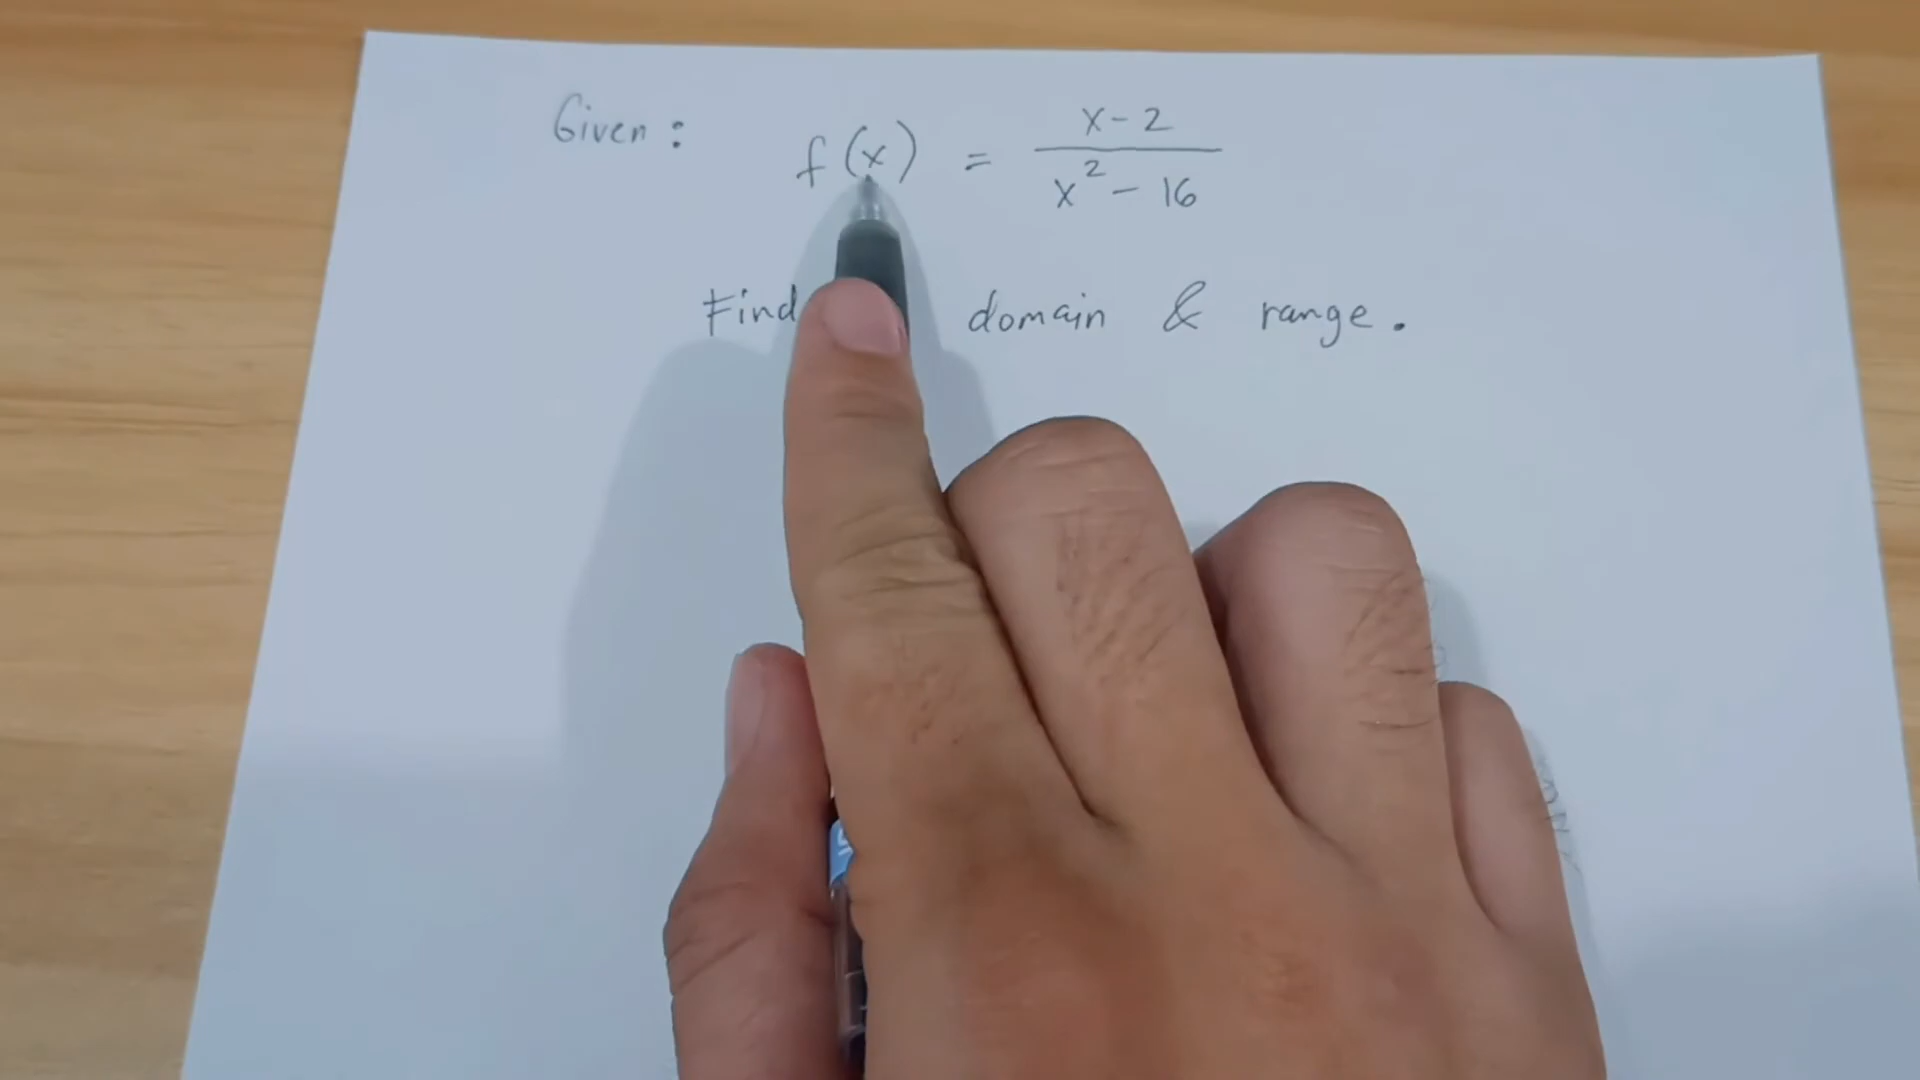 Given : f(x) = x-2 / x² - 16
Find domain & range.